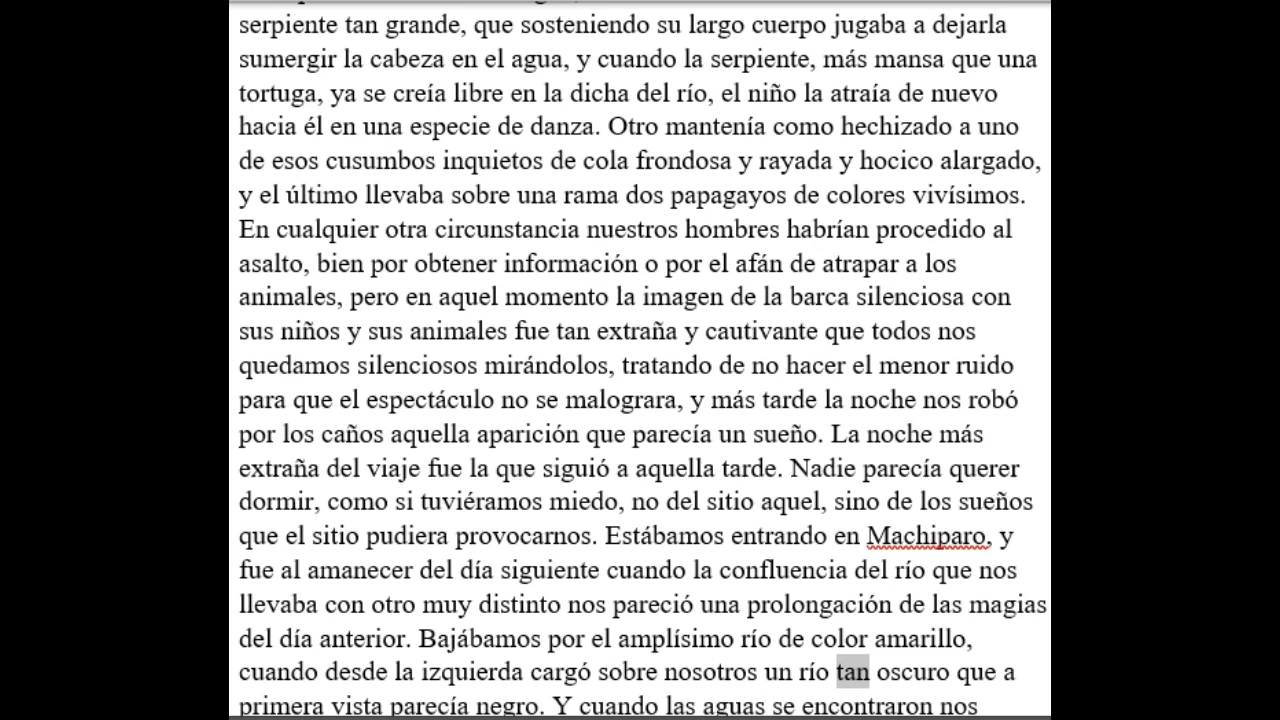 serpiente tan grande, que sosteniendo su largo cuerpo jugaba a dejarla
sumergir la cabeza en el agua, y cuando la serpiente, más mansa que una
tortuga, ya se creía libre en la dicha del río, el niño la atraía de nuevo
hacia él en una especie de danza. Otro mantenía como hechizado a uno
de esos cusumbos inquietos de cola frondosa y rayada y hocico alargado,
y el último llevaba sobre una rama dos papagayos de colores vivísimos.
En cualquier otra circunstancia nuestros hombres habrían procedido al
asalto, bien por obtener información o por el afán de atrapar a los
animales, pero en aquel momento la imagen de la barca silenciosa con
sus niños y sus animales fue tan extraña y cautivante que todos nos
quedamos silenciosos mirándolos, tratando de no hacer el menor ruido
para que el espectáculo no se malograra, y más tarde la noche nos robó
por los caños aquella aparición que parecía un sueño. La noche más
extraña del viaje fue la que siguió a aquella tarde. Nadie parecía querer
dormir, como si tuviéramos miedo, no del sitio aquel, sino de los sueños
que el sitio pudiera provocarnos. Estábamos entrando en Machiparo, y
fue al amanecer del día siguiente cuando la confluencia del río que nos
llevaba con otro muy distinto nos pareció una prolongación de las magias
del día anterior. Bajábamos por el amplísimo río de color amarillo,
cuando desde la izquierda cargó sobre nosotros un río tan oscuro que a
primera vista parecía negro. Y cuando las aguas se encontraron nos